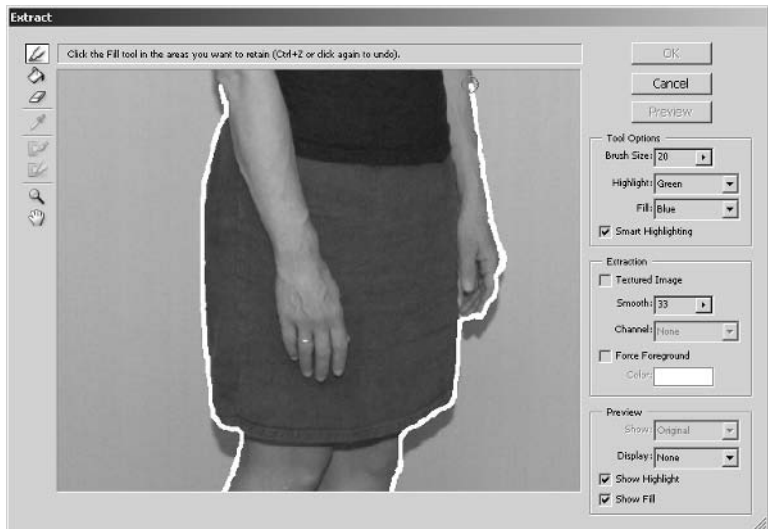 Extract
Click the Fill tool in the areas you want to retain (Ctrl+Z or click again to undo).
OK
Cancel
Preview
Tool Options
Brush Size: 20
Highlight: Green
Fill: Blue
Smart Highlighting
Extraction
Textured Image
Smooth: 33
Channel: None
Force Foreground
Color:
Preview
Show: Original
Display: None
Show Highlight
Show Fill